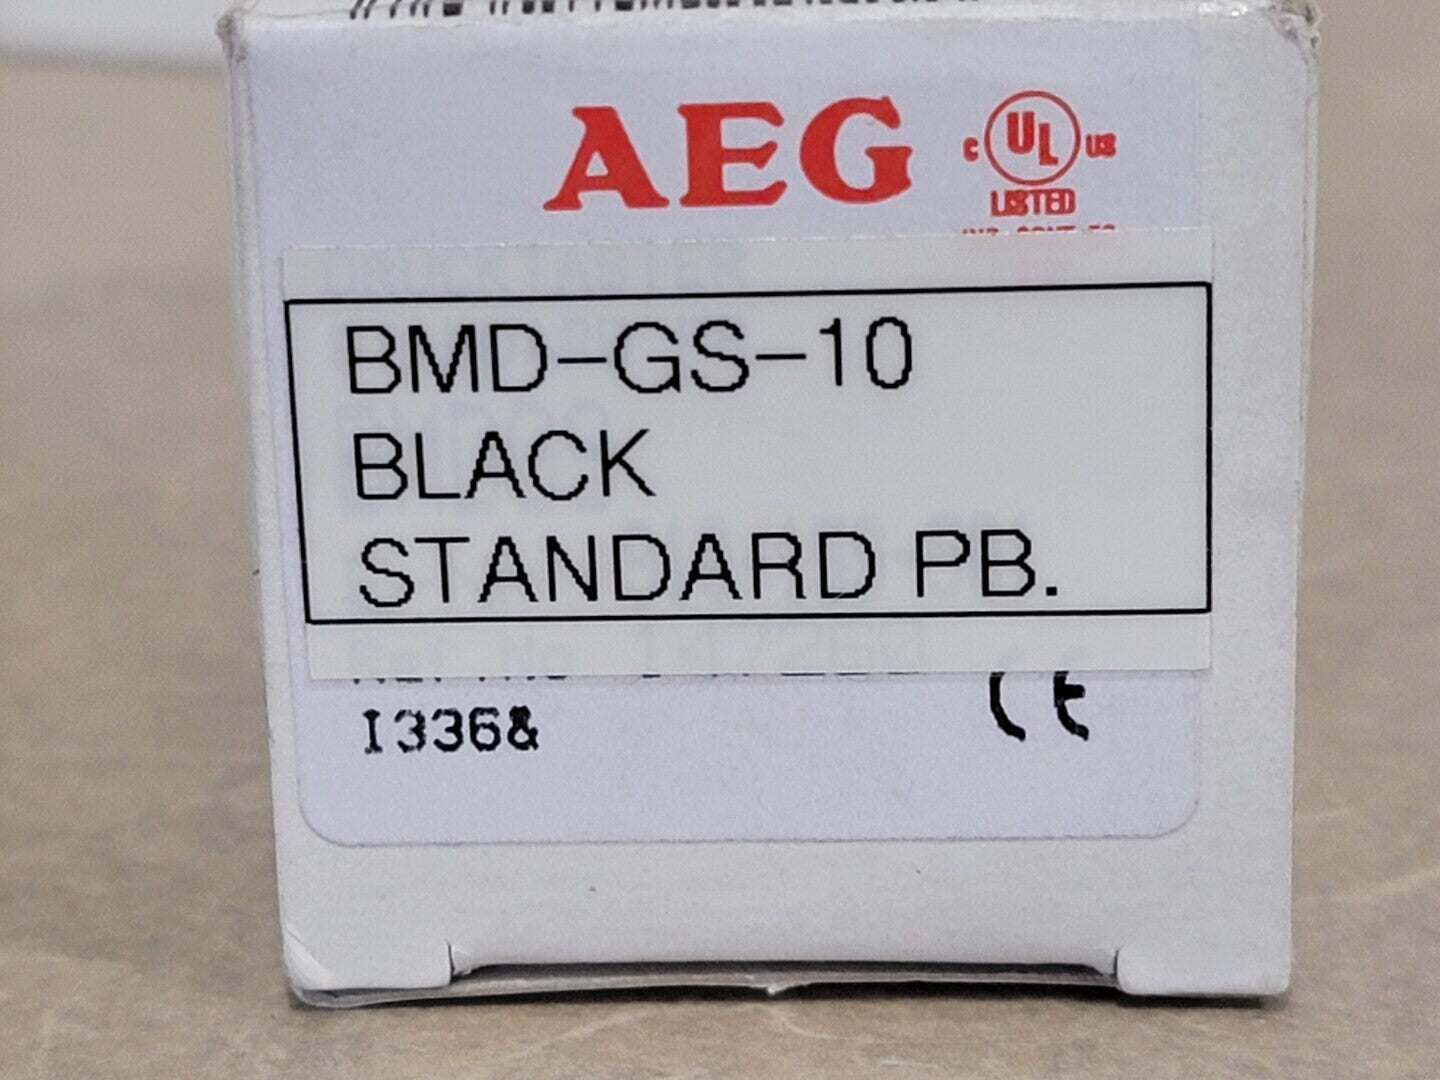 AEG
c UL US
LISTED
BMD-GS-10
BLACK
STANDARD PB.
I336&
CE